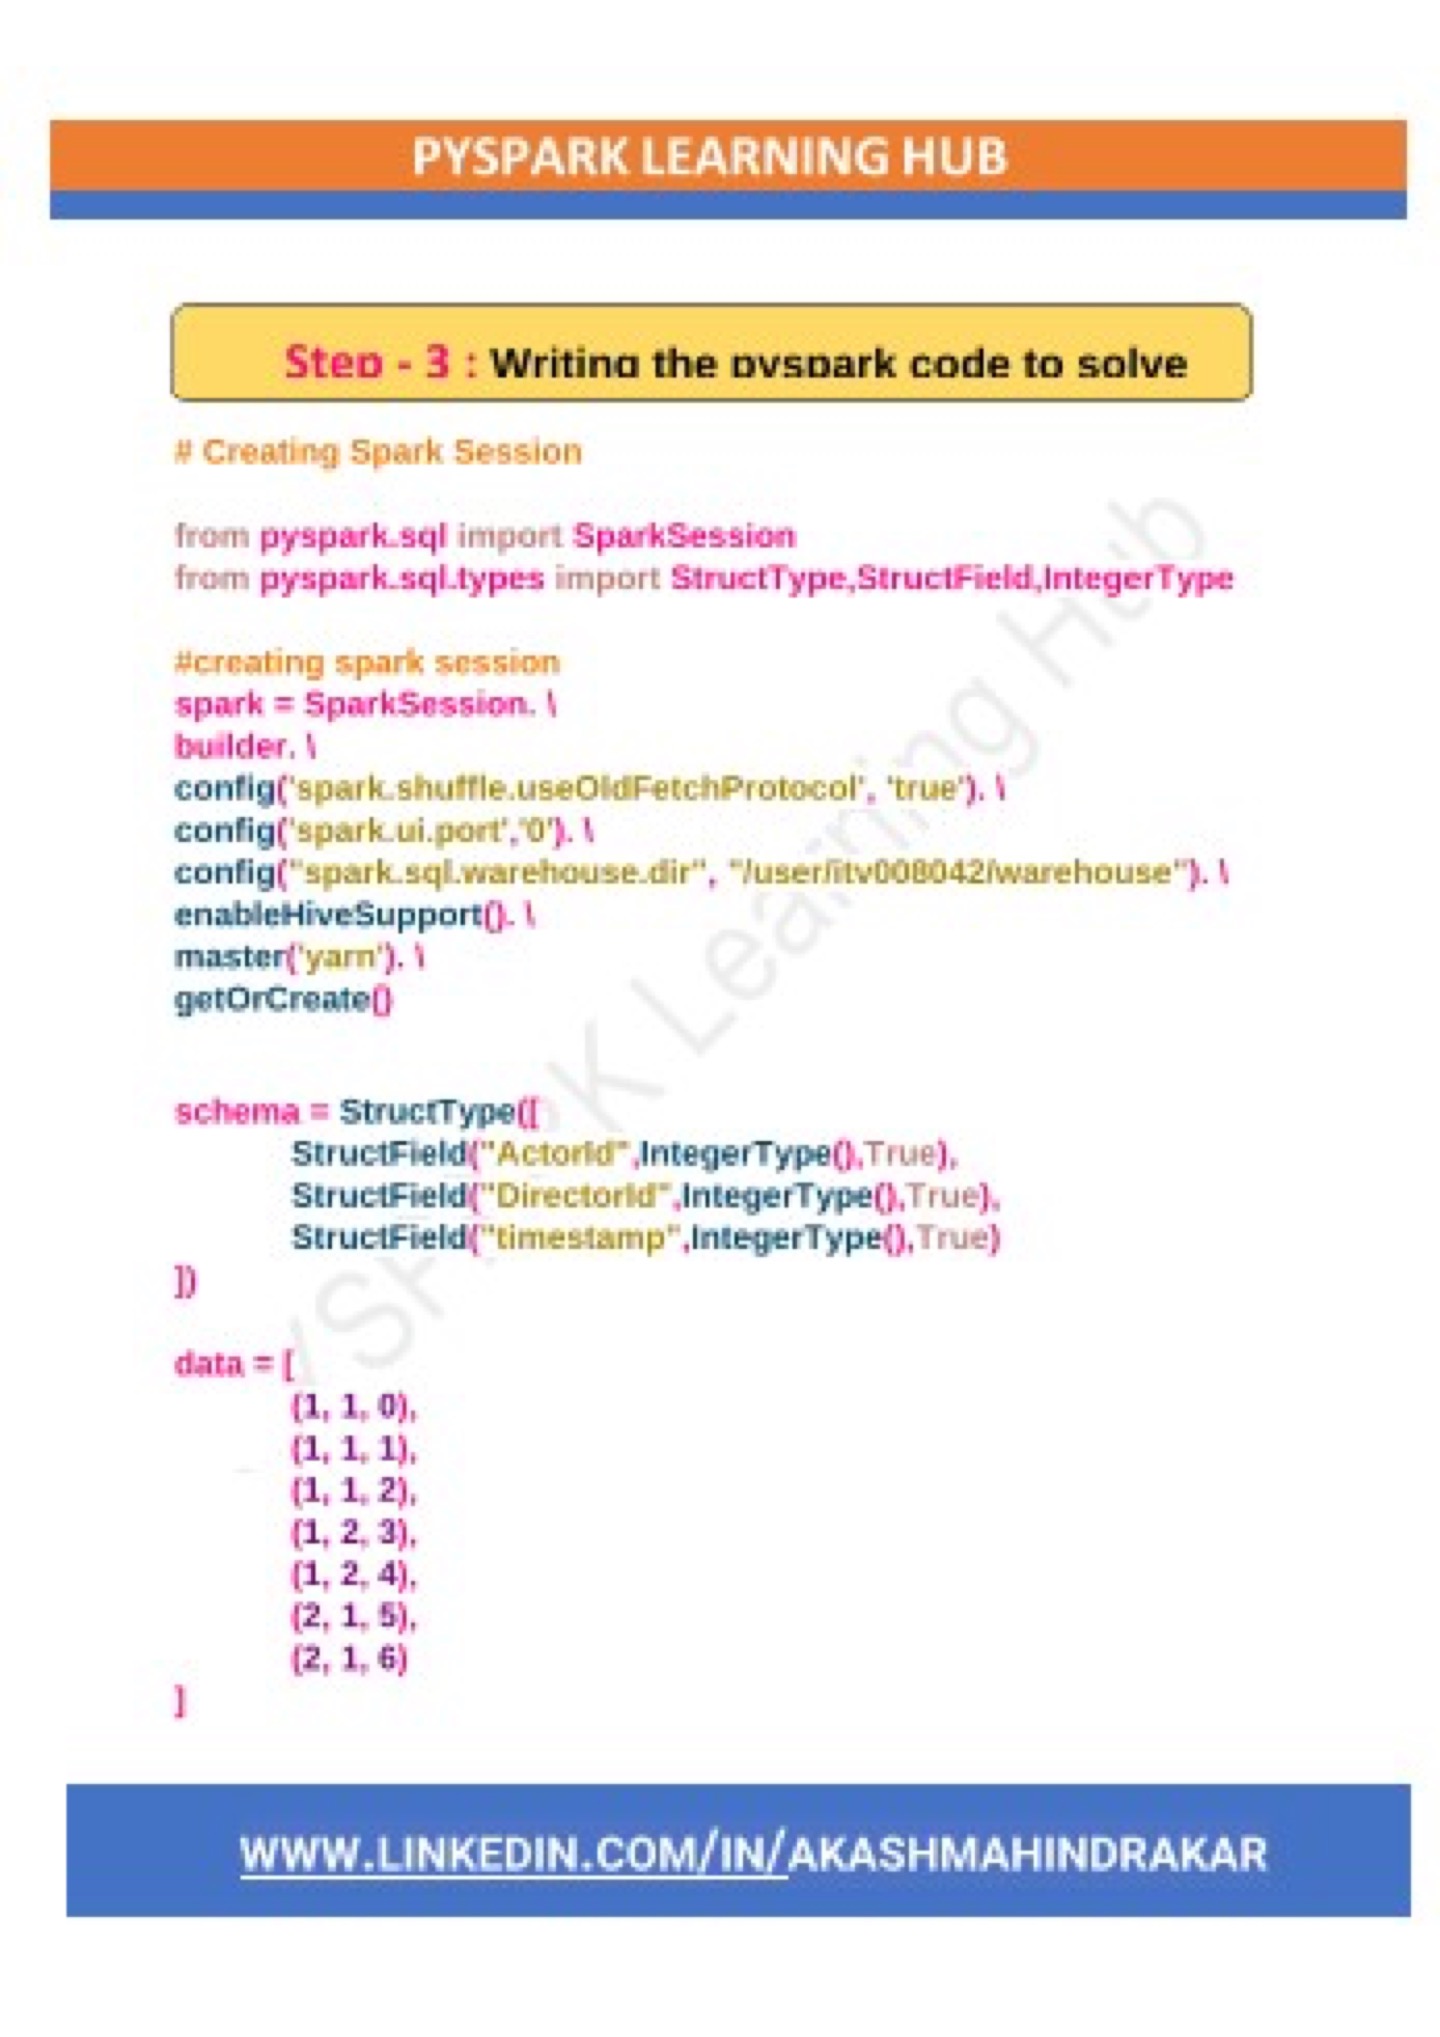 PYSPARK LEARNING HUB
Step - 3 : Writing the pyspark code to solve
# Creating Spark Session
from pyspark.sql import SparkSession
from pyspark.sql.types import StructType,StructField,IntegerType
#creating spark session
spark = SparkSession. \
builder. \
config('spark.shuffle.useOldFetchProtocol', 'true'). \
config('spark.ui.port','0'). \
config("spark.sql.warehouse.dir", "/user/itv008042/warehouse"). \
enableHiveSupport(). \
master('yarn'). \
getOrCreate()
schema = StructType([
StructField("ActorId",IntegerType(),True),
StructField("DirectorId",IntegerType(),True),
StructField("timestamp",IntegerType(),True)
])
data = [
(1, 1, 0),
(1, 1, 1),
(1, 1, 2),
(1, 2, 3),
(1, 2, 4),
(2, 1, 5),
(2, 1, 6)
]
PYSPARK Learning Hub
WWW.LINKEDIN.COM/IN/AKASHMAHINDRAKAR